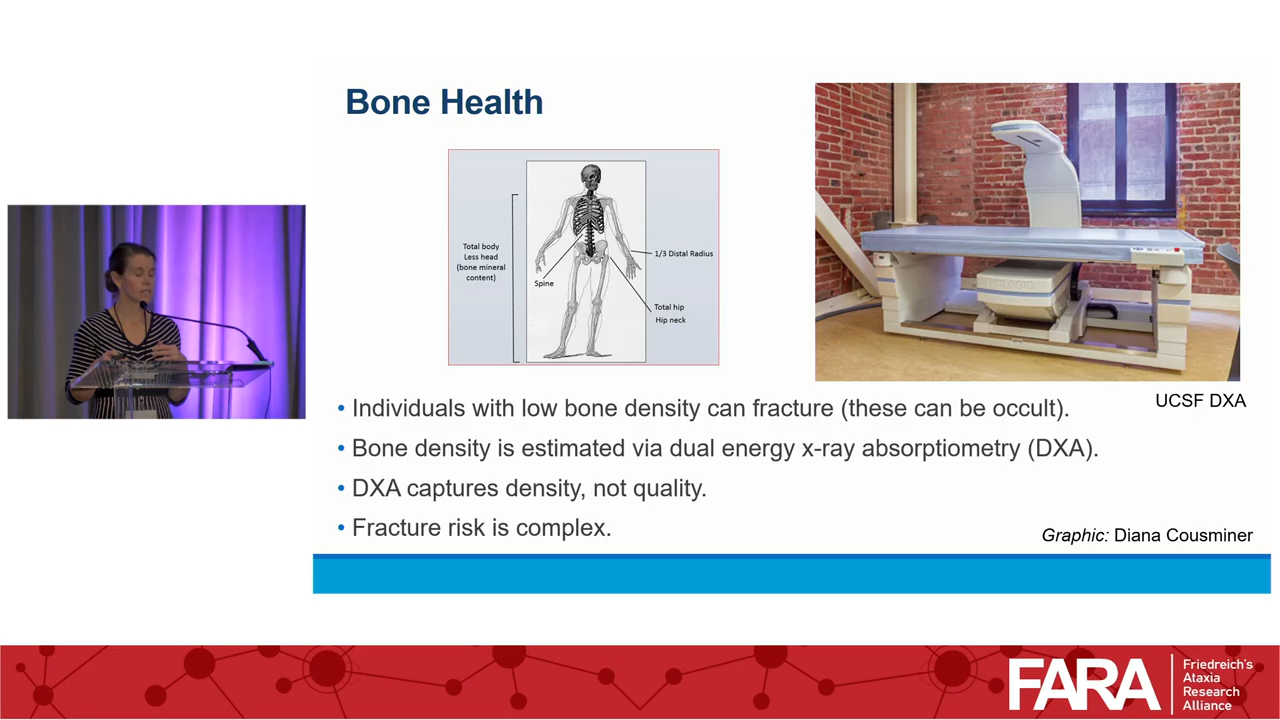 Bone Health
Total body
Less head
(bone mineral
content)
Spine
1/3 Distal Radius
Total hip
Hip neck
HOLOGIC
UCSF DXA
• Individuals with low bone density can fracture (these can be occult).
• Bone density is estimated via dual energy x-ray absorptiometry (DXA).
• DXA captures density, not quality.
• Fracture risk is complex.
Graphic: Diana Cousminer
FARA
Friedreich's
Ataxia
Research
Alliance